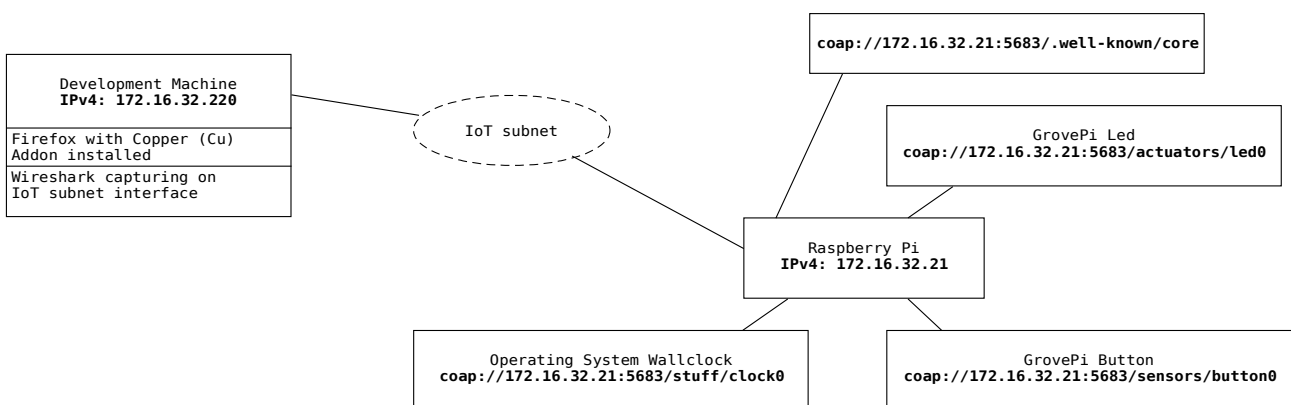 coap://172.16.32.21:5683/.well-known/core
Development Machine
IPv4: 172.16.32.220
Firefox with Copper (Cu)
Addon installed
Wireshark capturing on
IoT subnet interface
IoT subnet
GrovePi Led
coap://172.16.32.21:5683/actuators/led0
Raspberry Pi
IPv4: 172.16.32.21
Operating System Wallclock
coap://172.16.32.21:5683/stuff/clock0
GrovePi Button
coap://172.16.32.21:5683/sensors/button0